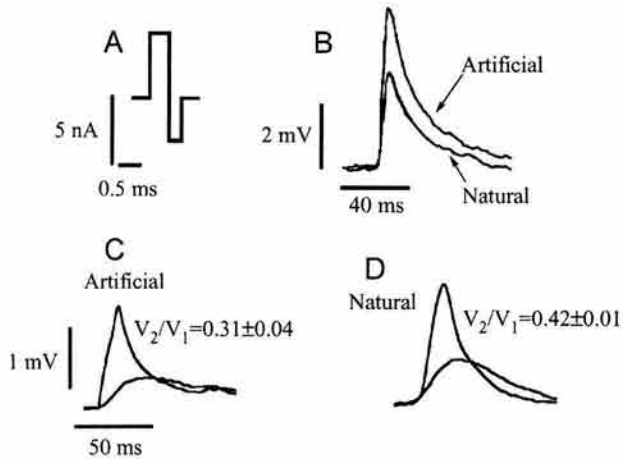 A
5 nA
0.5 ms
B
Artificial
2 mV
Natural
40 ms
C
Artificial
V₂/V₁=0.31±0.04
1 mV
50 ms
D
Natural
V₂/V₁=0.42±0.01